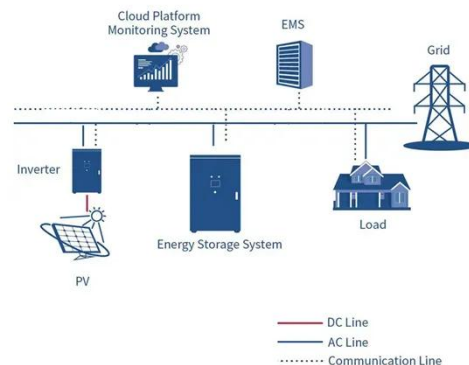 Cloud Platform
Monitoring System
EMS
Grid
Inverter
Energy Storage System
Load
PV
DC Line
AC Line
Communication Line